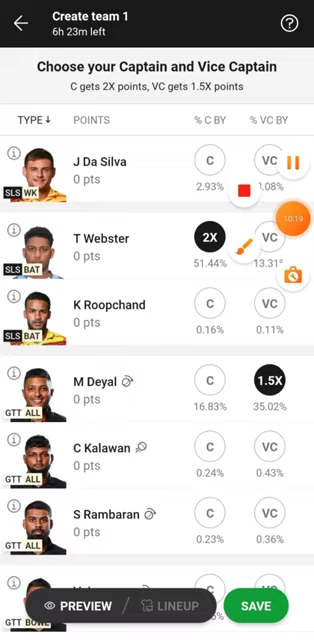 Create team 1
6h 23m left
Choose your Captain and Vice Captain
C gets 2X points, VC gets 1.5X points
TYPE↓ POINTS % C BY % VC BY
J Da Silva
0 pts
C VC
SLS WK
2.93% .08%
10:19
T Webster
0 pts
2X VC
SLS BAT
51.44% 13.31%
K Roopchand
0 pts
C VC
SLS BAT
0.16% 0.11%
M Deyal
0 pts
C 1.5X
GTT ALL
16.83% 35.02%
C Kalawan
0 pts
C VC
GTT ALL
0.24% 0.43%
S Rambaran
0 pts
C VC
GTT ALL
0.23% 0.36%
GTT BOWL
PREVIEW / LINEUP SAVE